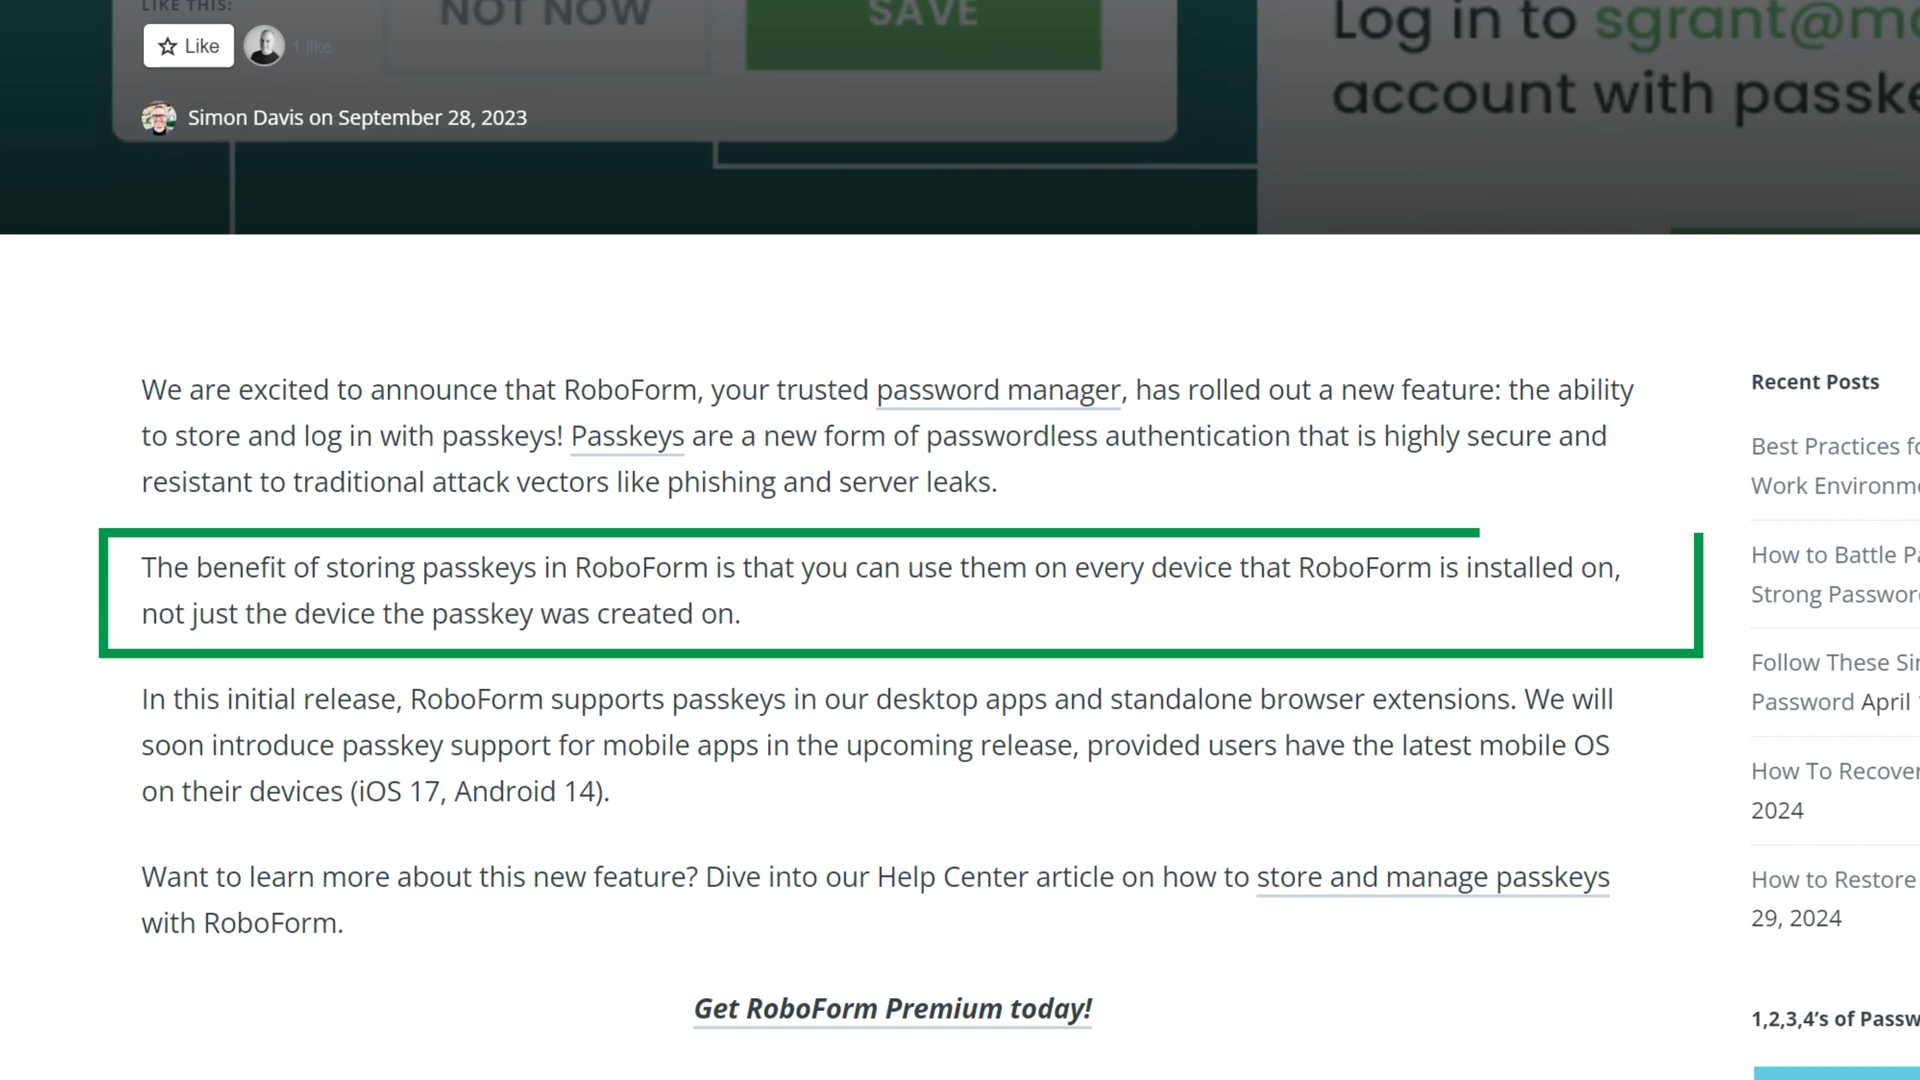 LIKE THIS:
NOT NOW
SAVE
Like
1 like
Simon Davis on September 28, 2023
Log in to sgrant@m
account with
We are excited to announce that RoboForm, your trusted password manager, has rolled out a new feature: the ability
to store and log in with passkeys! Passkeys are a new form of passwordless authentication that is highly secure and
resistant to traditional attack vectors like phishing and server leaks.
The benefit of storing passkeys in RoboForm is that you can use them on every device that RoboForm is installed on,
not just the device the passkey was created on.
In this initial release, RoboForm supports passkeys in our desktop apps and standalone browser extensions. We will
soon introduce passkey support for mobile apps in the upcoming release, provided users have the latest mobile OS
on their devices (iOS 17, Android 14).
Want to learn more about this new feature? Dive into our Help Center article on how to store and manage passkeys
with RoboForm.
Get RoboForm Premium today!
Recent Posts
Best Practices
Work
How to Battle
Strong
Follow These
Password April
How To
2024
How to Restore
29, 2024
1,2,3,4's of